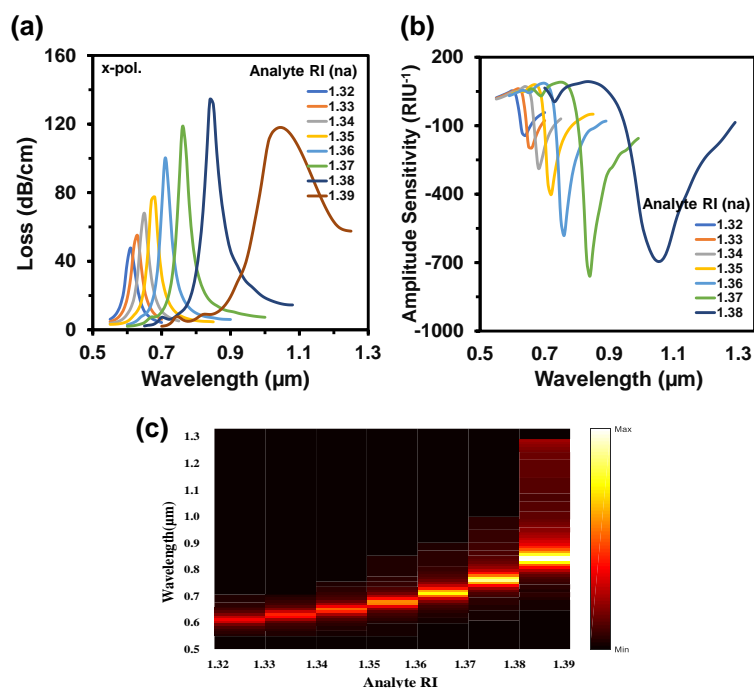 (a)
x-pol.
Analyte RI (na)
1.32
1.33
1.34
1.35
1.36
1.37
1.38
1.39
160
120
80
40
0
Loss (dB/cm)
0.5 0.7 0.9 1.1 1.3
Wavelength (µm)
(b)
200
-100
-400
-700
-1000
Amplitude Sensitivity (RIU-1)
Analyte RI (na)
1.32
1.33
1.34
1.35
1.36
1.37
1.38
0.5 0.7 0.9 1.1 1.3
Wavelength (µm)
(c)
1.3
1.2
1.1
1.0
0.9
0.8
0.7
0.6
0.5
Wavelength(µm)
1.32 1.33 1.34 1.35 1.36 1.37 1.38 1.39
Analyte RI
Max
Min